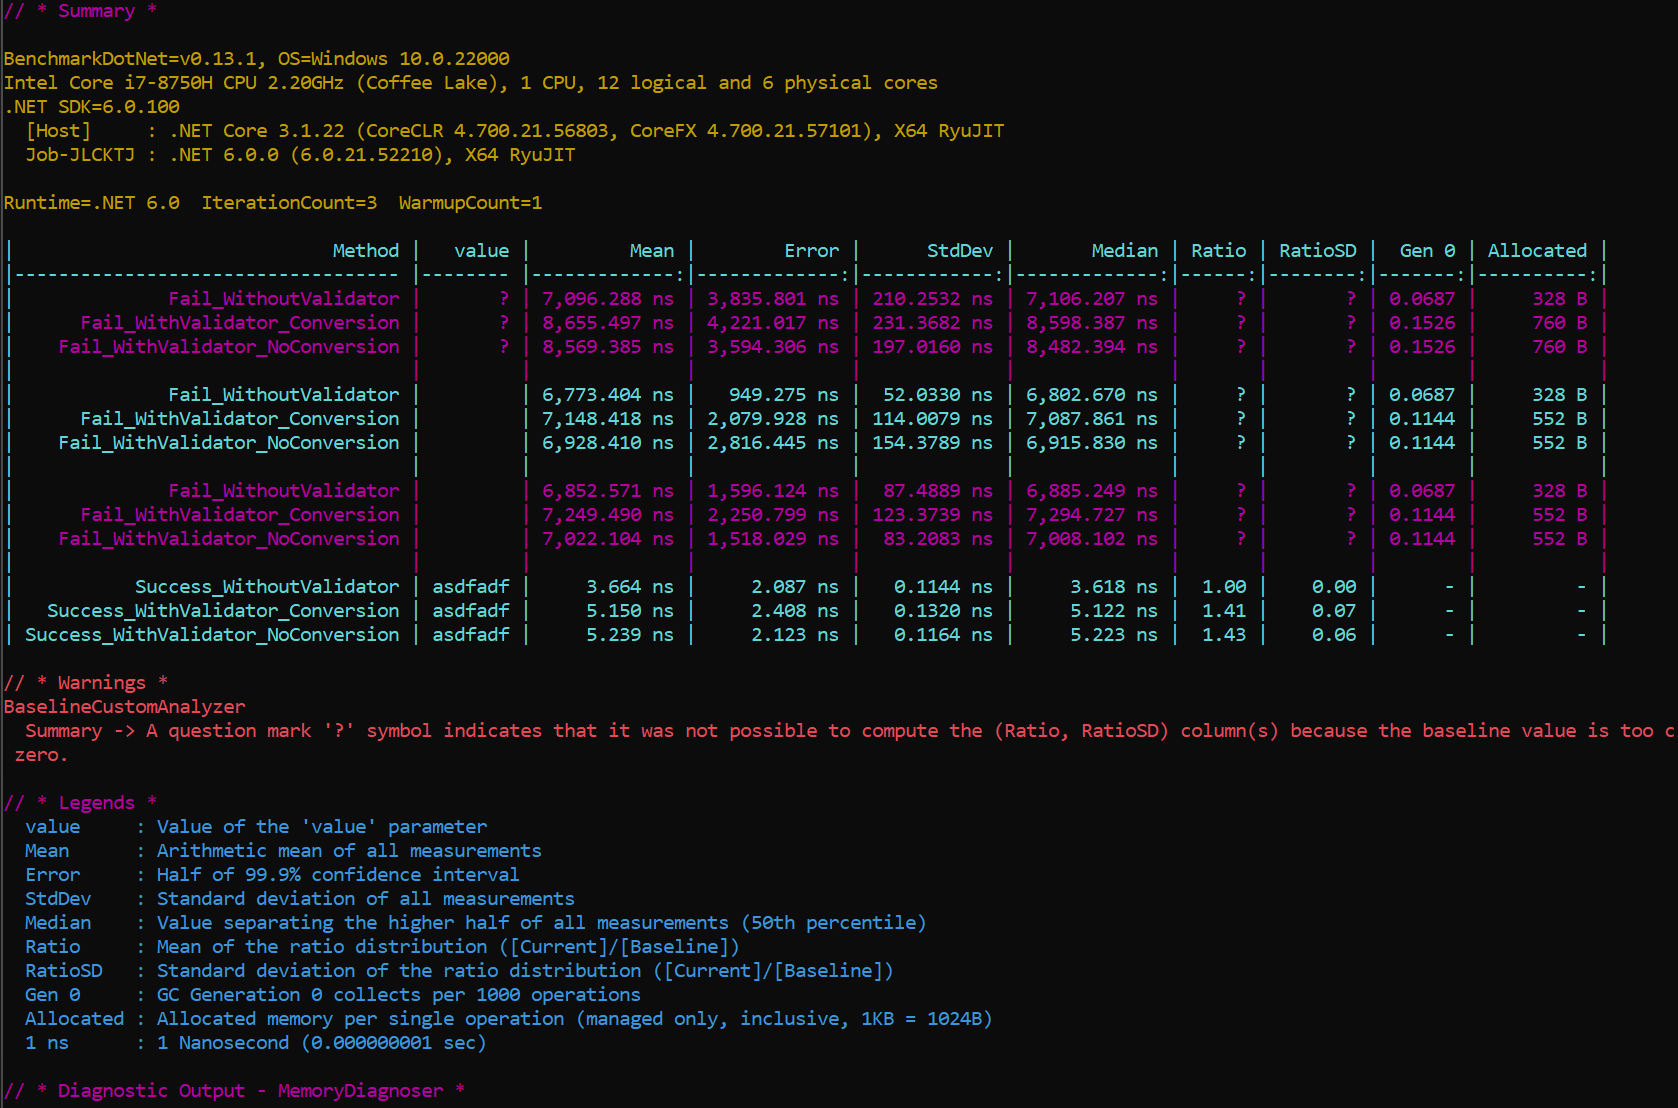 // * Summary *
BenchmarkDotNet=v0.13.1, OS=Windows 10.0.22000
Intel Core i7-8750H CPU 2.20GHz (Coffee Lake), 1 CPU, 12 logical and 6 physical cores
.NET SDK=6.0.100
  [Host]     : .NET Core 3.1.22 (CoreCLR 4.700.21.56803, CoreFX 4.700.21.57101), X64 RyuJIT
  Job-JLCKTJ : .NET 6.0.0 (6.0.21.52210), X64 RyuJIT
Runtime=.NET 6.0  IterationCount=3  WarmupCount=1
|                             Method |   value |         Mean |        Error |      StdDev |       Median | Ratio | RatioSD |  Gen 0 | Allocated |
|----------------------------------- |-------- |-------------:|-------------:|------------:|-------------:|------:|--------:|-------:|----------:|
|              Fail_WithoutValidator |       ? | 7,096.288 ns | 3,835.801 ns | 210.2532 ns | 7,106.207 ns |     ? |       ? | 0.0687 |     328 B |
|      Fail_WithValidator_Conversion |       ? | 8,655.497 ns | 4,221.017 ns | 231.3682 ns | 8,598.387 ns |     ? |       ? | 0.1526 |     760 B |
|    Fail_WithValidator_NoConversion |       ? | 8,569.385 ns | 3,594.306 ns | 197.0160 ns | 8,482.394 ns |     ? |       ? | 0.1526 |     760 B |
|                                    |         |              |              |             |              |       |         |        |           |
|              Fail_WithoutValidator |         | 6,773.404 ns |   949.275 ns |  52.0330 ns | 6,802.670 ns |     ? |       ? | 0.0687 |     328 B |
|      Fail_WithValidator_Conversion |         | 7,148.418 ns | 2,079.928 ns | 114.0079 ns | 7,087.861 ns |     ? |       ? | 0.1144 |     552 B |
|    Fail_WithValidator_NoConversion |         | 6,928.410 ns | 2,816.445 ns | 154.3789 ns | 6,915.830 ns |     ? |       ? | 0.1144 |     552 B |
|                                    |         |              |              |             |              |       |         |        |           |
|              Fail_WithoutValidator |         | 6,852.571 ns | 1,596.124 ns |  87.4889 ns | 6,885.249 ns |     ? |       ? | 0.0687 |     328 B |
|      Fail_WithValidator_Conversion |         | 7,249.490 ns | 2,250.799 ns | 123.3739 ns | 7,294.727 ns |     ? |       ? | 0.1144 |     552 B |
|    Fail_WithValidator_NoConversion |         | 7,022.104 ns | 1,518.029 ns |  83.2083 ns | 7,008.102 ns |     ? |       ? | 0.1144 |     552 B |
|                                    |         |              |              |             |              |       |         |        |           |
|           Success_WithoutValidator | asdfadf |     3.664 ns |     2.087 ns |   0.1144 ns |     3.618 ns |  1.00 |    0.00 |      - |         - |
|   Success_WithValidator_Conversion | asdfadf |     5.150 ns |     2.408 ns |   0.1320 ns |     5.122 ns |  1.41 |    0.07 |      - |         - |
| Success_WithValidator_NoConversion | asdfadf |     5.239 ns |     2.123 ns |   0.1164 ns |     5.223 ns |  1.43 |    0.06 |      - |         - |
// * Warnings *
BaselineCustomAnalyzer
  Summary -> A question mark '?' symbol indicates that it was not possible to compute the (Ratio, RatioSD) column(s) because the baseline value is too c
 zero.
// * Legends *
  value     : Value of the 'value' parameter
  Mean      : Arithmetic mean of all measurements
  Error     : Half of 99.9% confidence interval
  StdDev    : Standard deviation of all measurements
  Median    : Value separating the higher half of all measurements (50th percentile)
  Ratio     : Mean of the ratio distribution ([Current]/[Baseline])
  RatioSD   : Standard deviation of the ratio distribution ([Current]/[Baseline])
  Gen 0     : GC Generation 0 collects per 1000 operations
  Allocated : Allocated memory per single operation (managed only, inclusive, 1KB = 1024B)
  1 ns      : 1 Nanosecond (0.000000001 sec)
// * Diagnostic Output - MemoryDiagnoser *